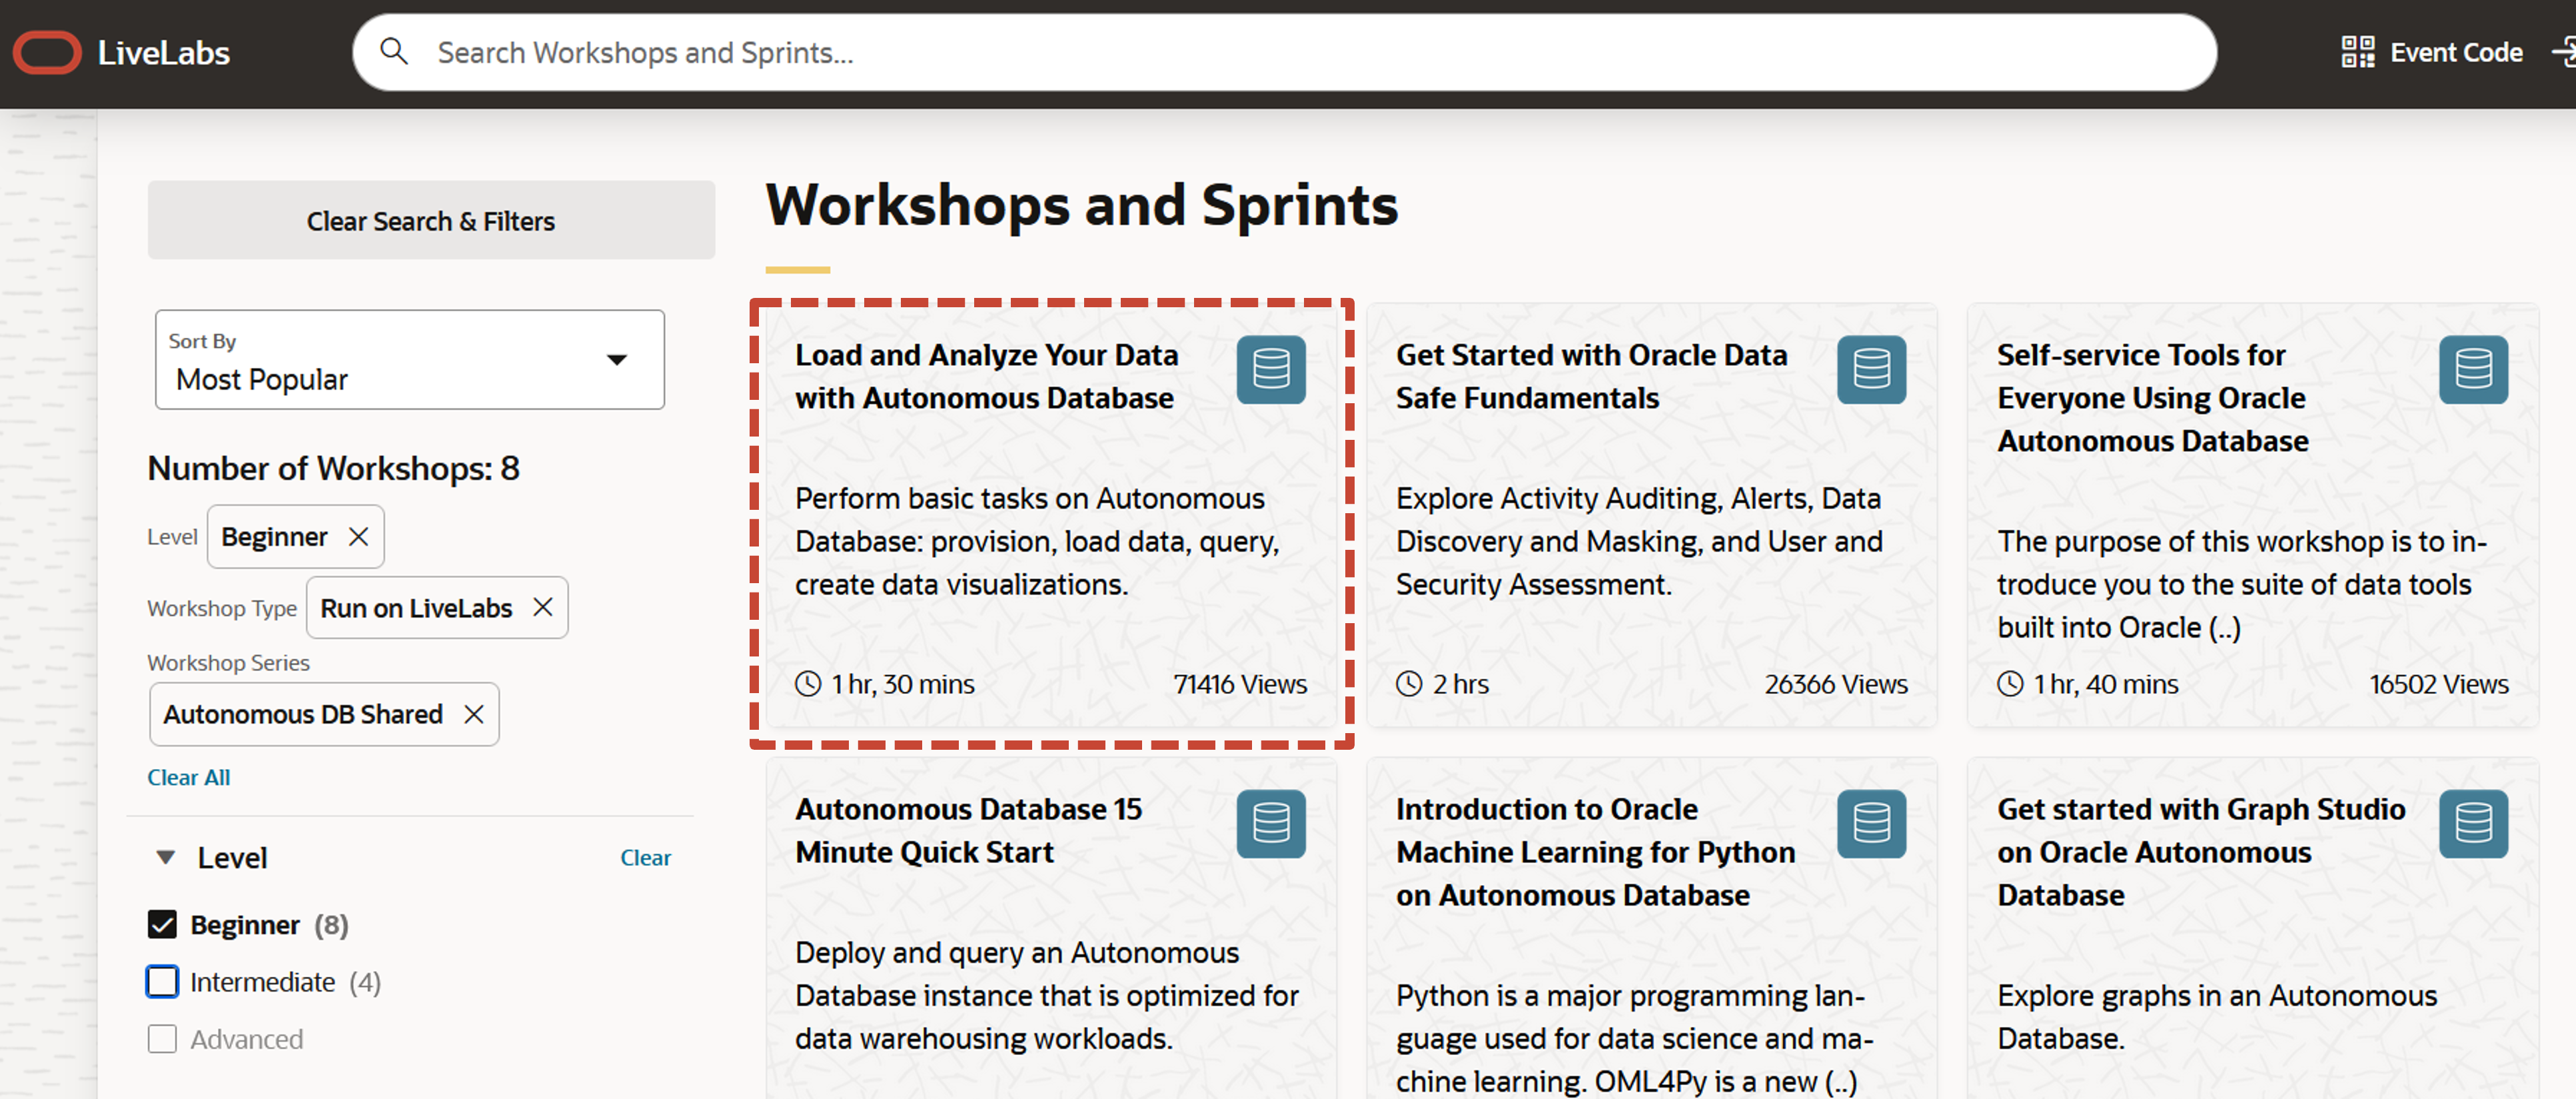 LiveLabs
Search Workshops and Sprints...
Event Code
Clear Search & Filters
Sort By
Most Popular
Number of Workshops: 8
Level
Beginner
Workshop Type
Run on LiveLabs
Workshop Series
Autonomous DB Shared
Clear All
Level
Clear
Beginner (8)
Intermediate (4)
Advanced
Workshops and Sprints
Load and Analyze Your Data
with Autonomous Database
Perform basic tasks on Autonomous
Database: provision, load data, query,
create data visualizations.
1 hr, 30 mins
71416 Views
Get Started with Oracle Data
Safe Fundamentals
Explore Activity Auditing, Alerts, Data
Discovery and Masking, and User and
Security Assessment.
2 hrs
26366 Views
Self-service Tools for
Everyone Using Oracle
Autonomous Database
The purpose of this workshop is to in-
troduce you to the suite of data tools
built into Oracle (..)
1 hr, 40 mins
16502 Views
Autonomous Database 15
Minute Quick Start
Deploy and query an Autonomous
Database instance that is optimized for
data warehousing workloads.
Introduction to Oracle
Machine Learning for Python
on Autonomous Database
Python is a major programming lan-
guage used for data science and ma-
chine learning. OML4Py is a new (..)
Get started with Graph Studio
on Oracle Autonomous
Database
Explore graphs in an Autonomous
Database.